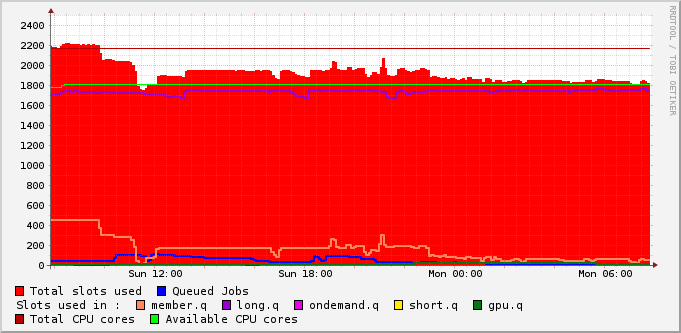 RRDTOOL / TOBI OETIKER
2400
2200
2000
1800
1600
1400
1200
1000
800
600
400
200
0
Sun 12:00 Sun 18:00 Mon 00:00 Mon 06:00
Total slots used Queued Jobs
Slots used in : member.q long.q ondemand.q short.q gpu.q
Total CPU cores Available CPU cores